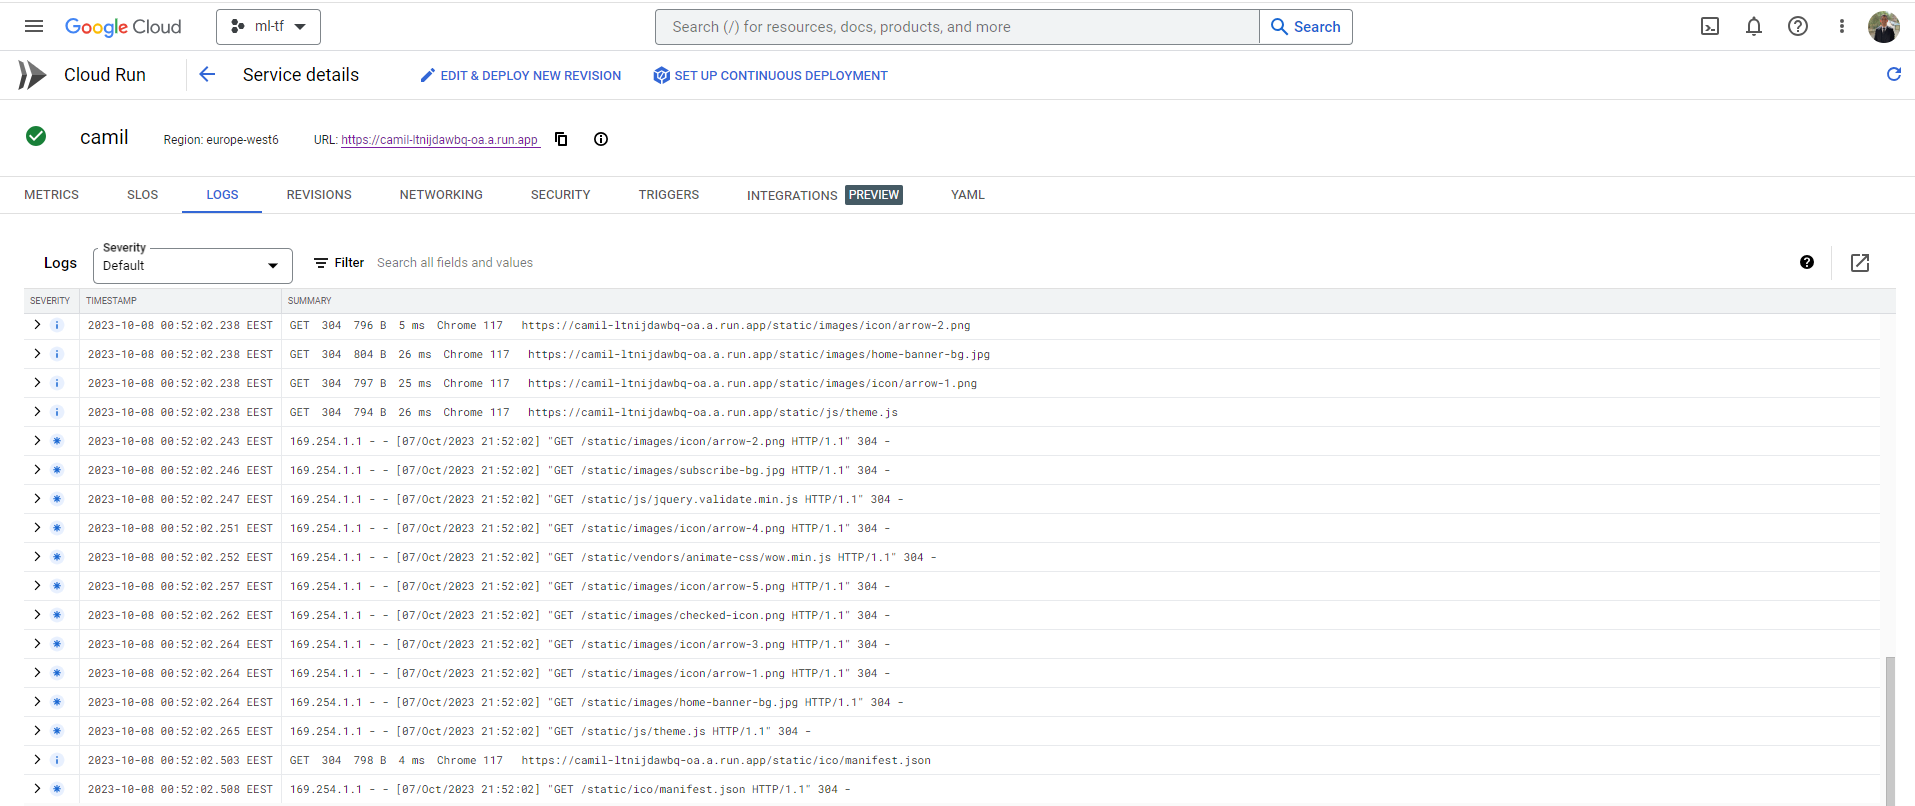 Google Cloud ml-tf Search (/) for resources, docs, products, and more Search
Cloud Run Service details EDIT & DEPLOY NEW REVISION SET UP CONTINUOUS DEPLOYMENT
camil Region: europe-west6 URL: https://camil-ltnijdawbq-oa.a.run.app
METRICS SLOS LOGS REVISIONS NETWORKING SECURITY TRIGGERS INTEGRATIONS PREVIEW YAML
Severity
Logs Default Filter Search all fields and values
SEVERITY TIMESTAMP SUMMARY
2023-10-08 00:52:02.238 EEST GET 304 796 B 5 ms Chrome 117 https://camil-ltnijdawbq-oa.a.run.app/static/images/icon/arrow-2.png
2023-10-08 00:52:02.238 EEST GET 304 804 B 26 ms Chrome 117 https://camil-ltnijdawbq-oa.a.run.app/static/images/home-banner-bg.jpg
2023-10-08 00:52:02.238 EEST GET 304 797 B 25 ms Chrome 117 https://camil-ltnijdawbq-oa.a.run.app/static/images/icon/arrow-1.png
2023-10-08 00:52:02.238 EEST GET 304 794 B 26 ms Chrome 117 https://camil-ltnijdawbq-oa.a.run.app/static/js/theme.js
2023-10-08 00:52:02.243 EEST 169.254.1.1 - - [07/Oct/2023 21:52:02] "GET /static/images/icon/arrow-2.png HTTP/1.1" 304 -
2023-10-08 00:52:02.246 EEST 169.254.1.1 - - [07/Oct/2023 21:52:02] "GET /static/images/subscribe-bg.jpg HTTP/1.1" 304 -
2023-10-08 00:52:02.247 EEST 169.254.1.1 - - [07/Oct/2023 21:52:02] "GET /static/js/jquery.validate.min.js HTTP/1.1" 304 -
2023-10-08 00:52:02.251 EEST 169.254.1.1 - - [07/Oct/2023 21:52:02] "GET /static/images/icon/arrow-4.png HTTP/1.1" 304 -
2023-10-08 00:52:02.252 EEST 169.254.1.1 - - [07/Oct/2023 21:52:02] "GET /static/vendors/animate-css/wow.min.js HTTP/1.1" 304 -
2023-10-08 00:52:02.257 EEST 169.254.1.1 - - [07/Oct/2023 21:52:02] "GET /static/images/icon/arrow-5.png HTTP/1.1" 304 -
2023-10-08 00:52:02.262 EEST 169.254.1.1 - - [07/Oct/2023 21:52:02] "GET /static/images/checked-icon.png HTTP/1.1" 304 -
2023-10-08 00:52:02.264 EEST 169.254.1.1 - - [07/Oct/2023 21:52:02] "GET /static/images/icon/arrow-3.png HTTP/1.1" 304 -
2023-10-08 00:52:02.264 EEST 169.254.1.1 - - [07/Oct/2023 21:52:02] "GET /static/images/icon/arrow-1.png HTTP/1.1" 304 -
2023-10-08 00:52:02.264 EEST 169.254.1.1 - - [07/Oct/2023 21:52:02] "GET /static/images/home-banner-bg.jpg HTTP/1.1" 304 -
2023-10-08 00:52:02.265 EEST 169.254.1.1 - - [07/Oct/2023 21:52:02] "GET /static/js/theme.js HTTP/1.1" 304 -
2023-10-08 00:52:02.503 EEST GET 304 798 B 4 ms Chrome 117 https://camil-ltnijdawbq-oa.a.run.app/static/ico/manifest.json
2023-10-08 00:52:02.508 EEST 169.254.1.1 - - [07/Oct/2023 21:52:02] "GET /static/ico/manifest.json HTTP/1.1" 304 -